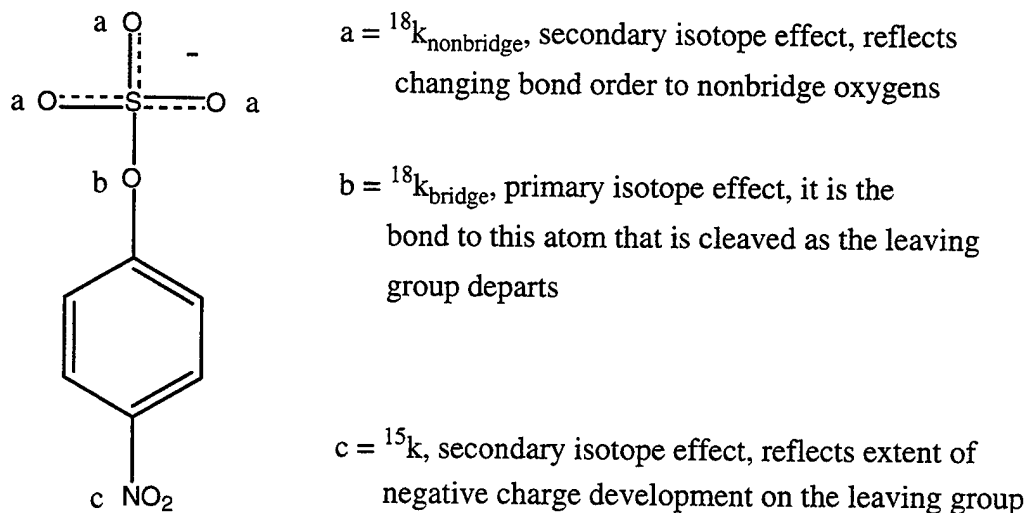 a O
-
a O S O a
b O
c NO₂
a = ¹⁸k_nonbridge, secondary isotope effect, reflects
changing bond order to nonbridge oxygens
b = ¹⁸k_bridge, primary isotope effect, it is the
bond to this atom that is cleaved as the leaving
group departs
c = ¹⁵k, secondary isotope effect, reflects extent of
negative charge development on the leaving group